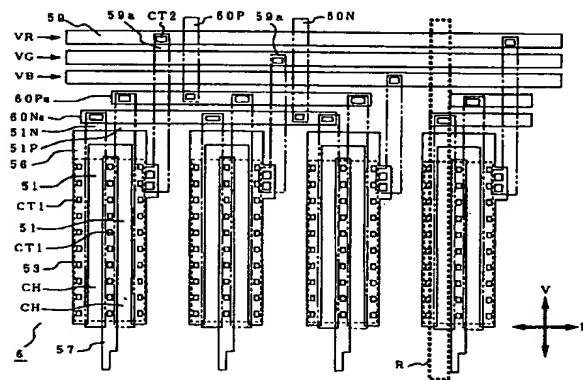 59 59a CT2 60P 59a 60N
VR
VG
VB
60Pa
60Na
51N
51P
56
51
CT1
51
CT1
53
CH
CH
6
57
R
V